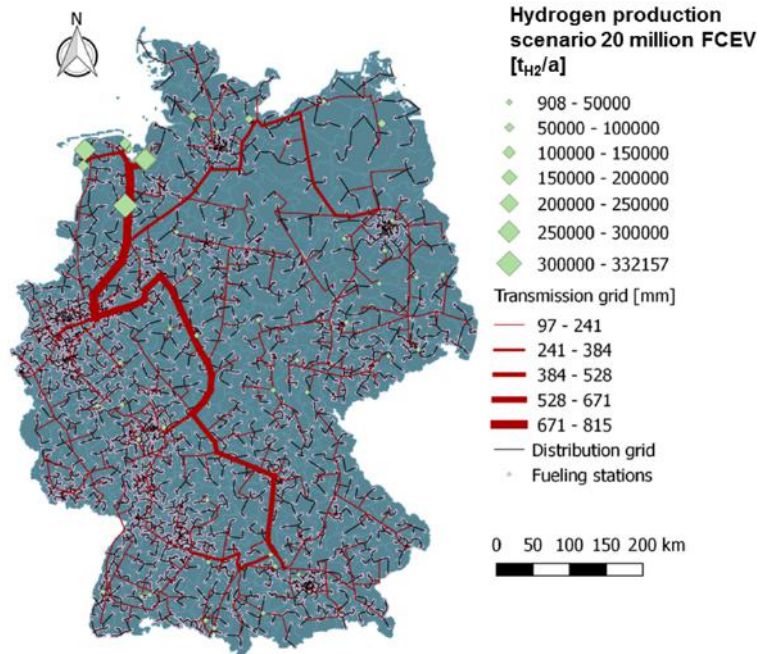 N
Hydrogen production
scenario 20 million FCEV
[tH2/a]
908 - 50000
50000 - 100000
100000 - 150000
150000 - 200000
200000 - 250000
250000 - 300000
300000 - 332157
Transmission grid [mm]
97 - 241
241 - 384
384 - 528
528 - 671
671 - 815
Distribution grid
Fueling stations
0 50 100 150 200 km